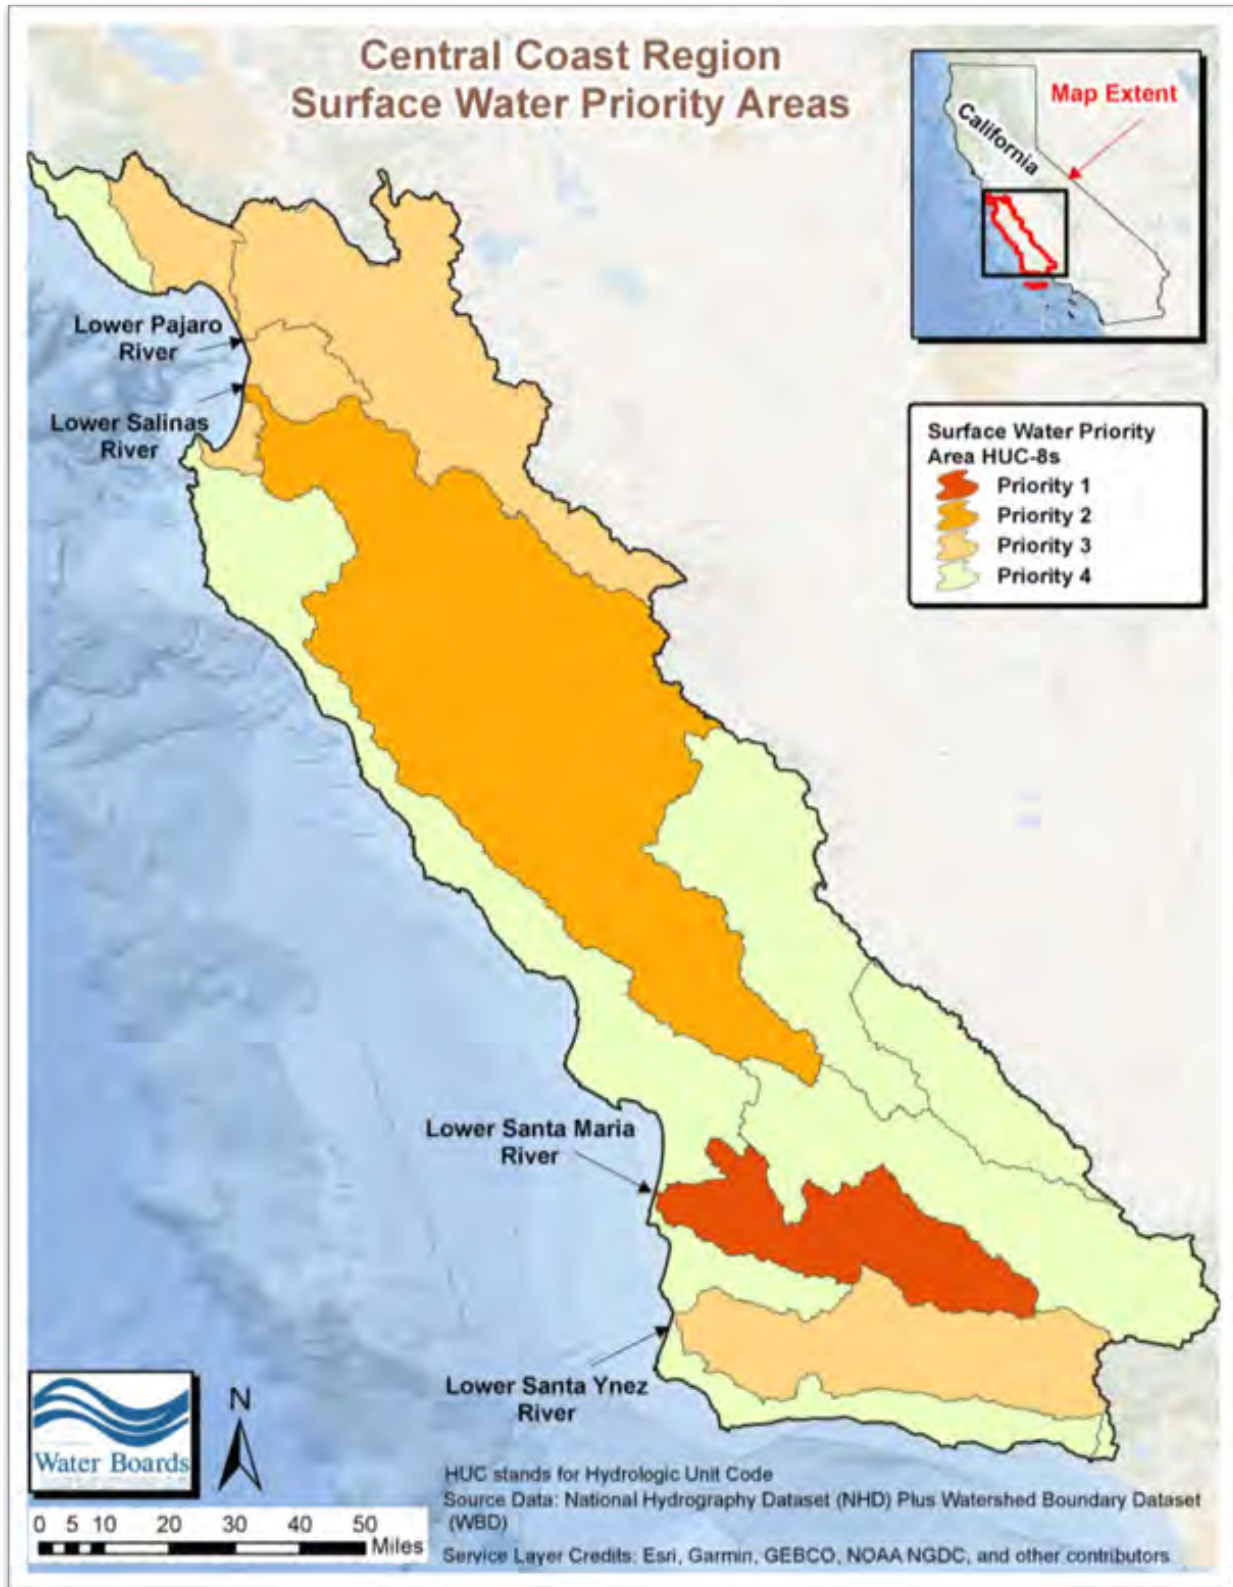 Central Coast Region
Surface Water Priority Areas
Map Extent
California
Lower Pajaro
River
Lower Salinas
River
Surface Water Priority
Area HUC-8s
Priority 1
Priority 2
Priority 3
Priority 4
Lower Santa Maria
River
Lower Santa Ynez
River
Water Boards
N
0 5 10 20 30 40 50
Miles
HUC stands for Hydrologic Unit Code
Source Data: National Hydrography Dataset (NHD) Plus Watershed Boundary Dataset
(WBD)
Service Layer Credits: Esri, Garmin, GEBCO, NOAA NGDC, and other contributors